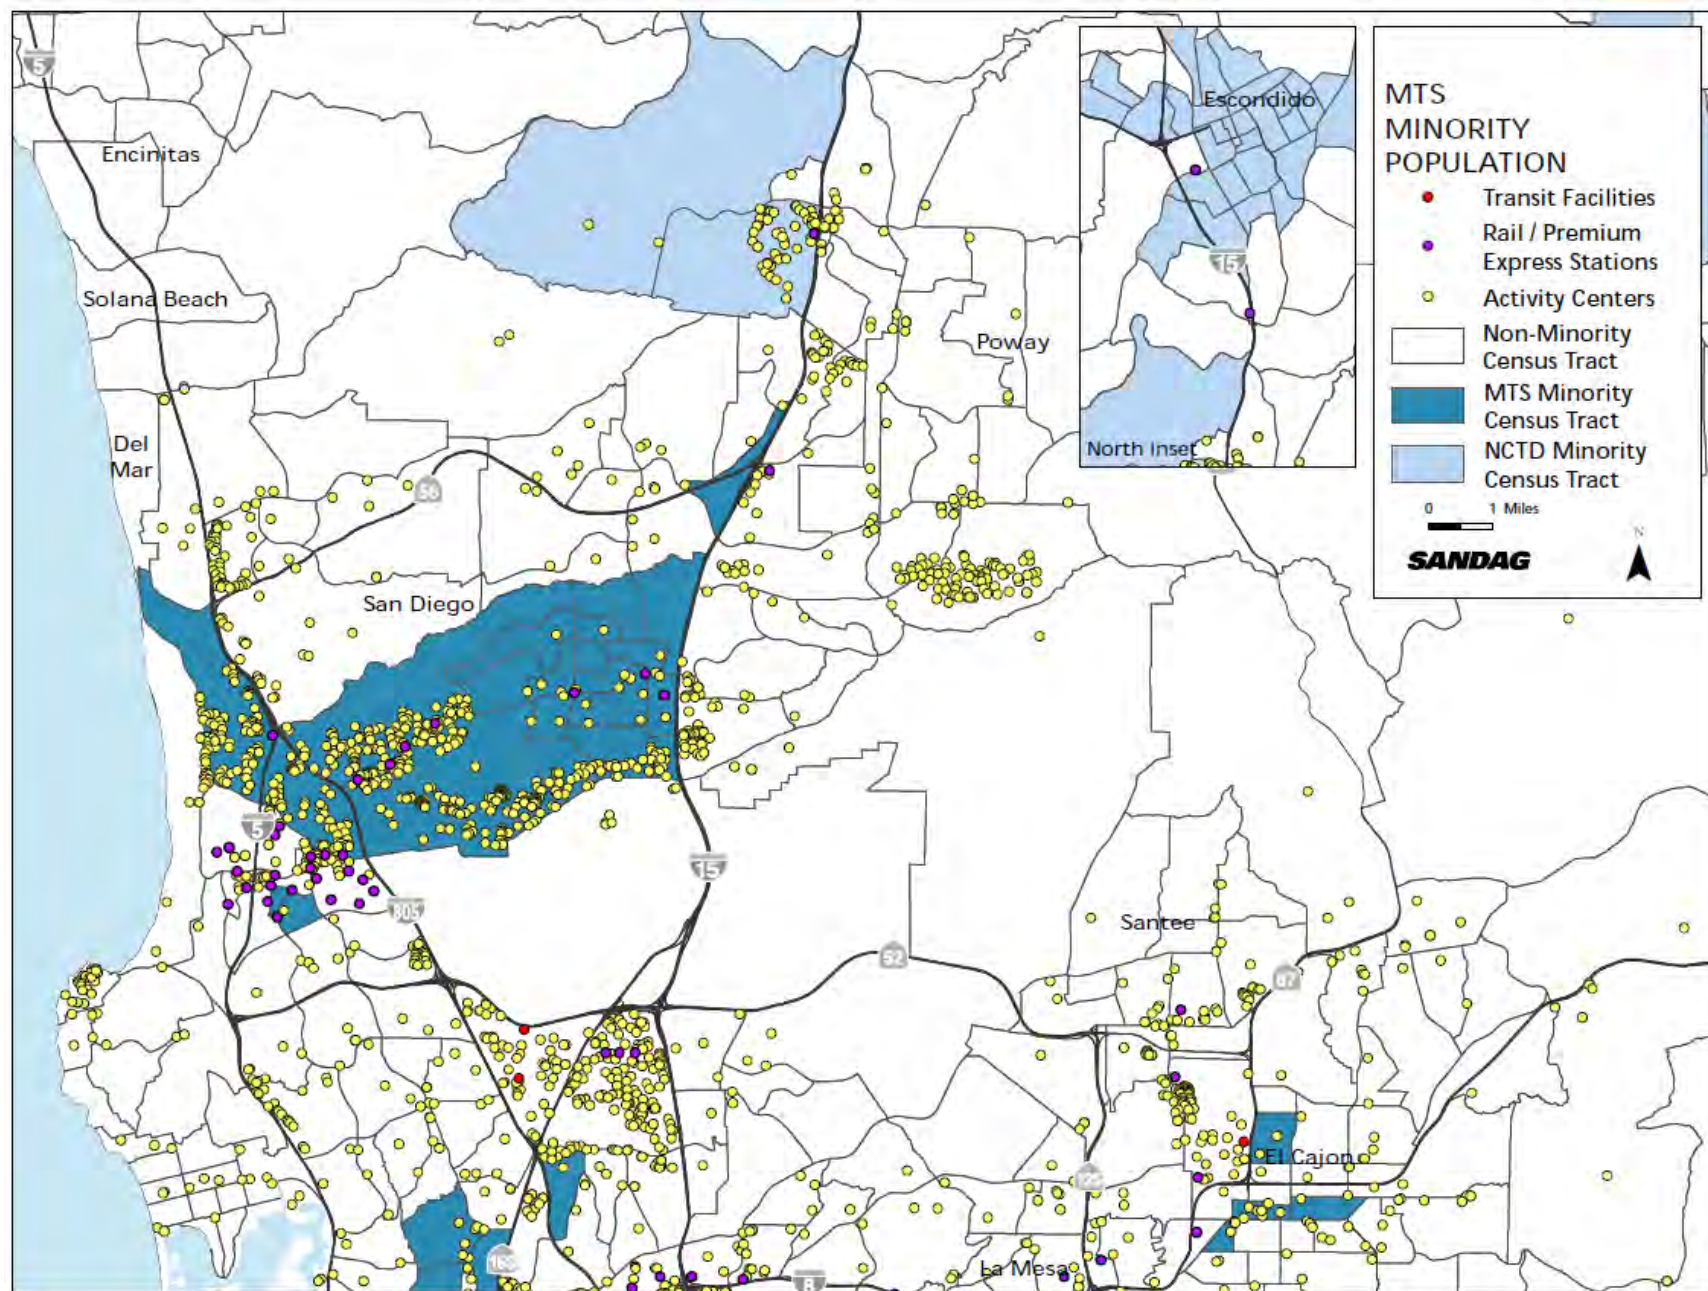 5
Encinitas
Solana Beach
Del
Mar
56
San Diego
Poway
5
805
15
52
Santee
67
El Cajon
La Mesa
8
Escondido
15
North Inset
MTS
MINORITY
POPULATION
Transit Facilities
Rail / Premium
Express Stations
Activity Centers
Non-Minority
Census Tract
MTS Minority
Census Tract
NCTD Minority
Census Tract
0 1 Miles
SANDAG
N